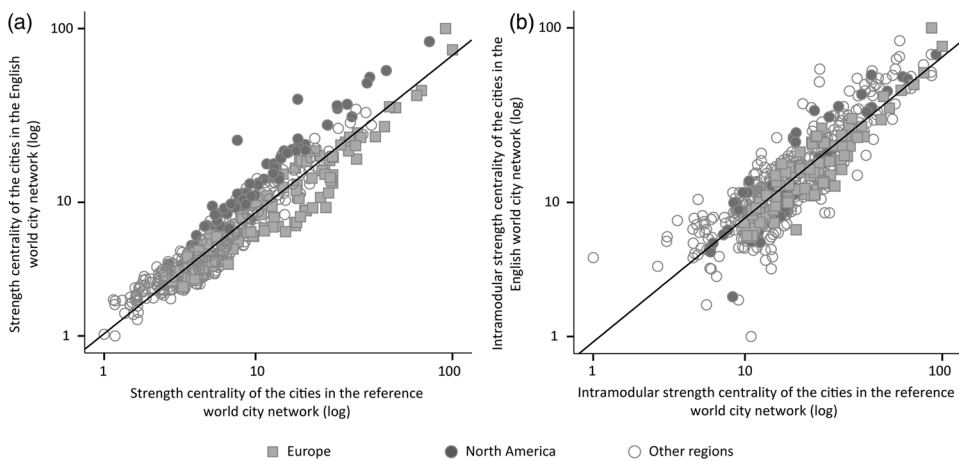 (a)
100
10
1
Strength centrality of the cities in the English
world city network (log)
1
10
100
Strength centrality of the cities in the reference
world city network (log)
(b)
100
10
1
Intramodular strength centrality of the cities in the
English world city network (log)
1
10
100
Intramodular strength centrality of the cities in the reference
world city network (log)
Europe
North America
Other regions